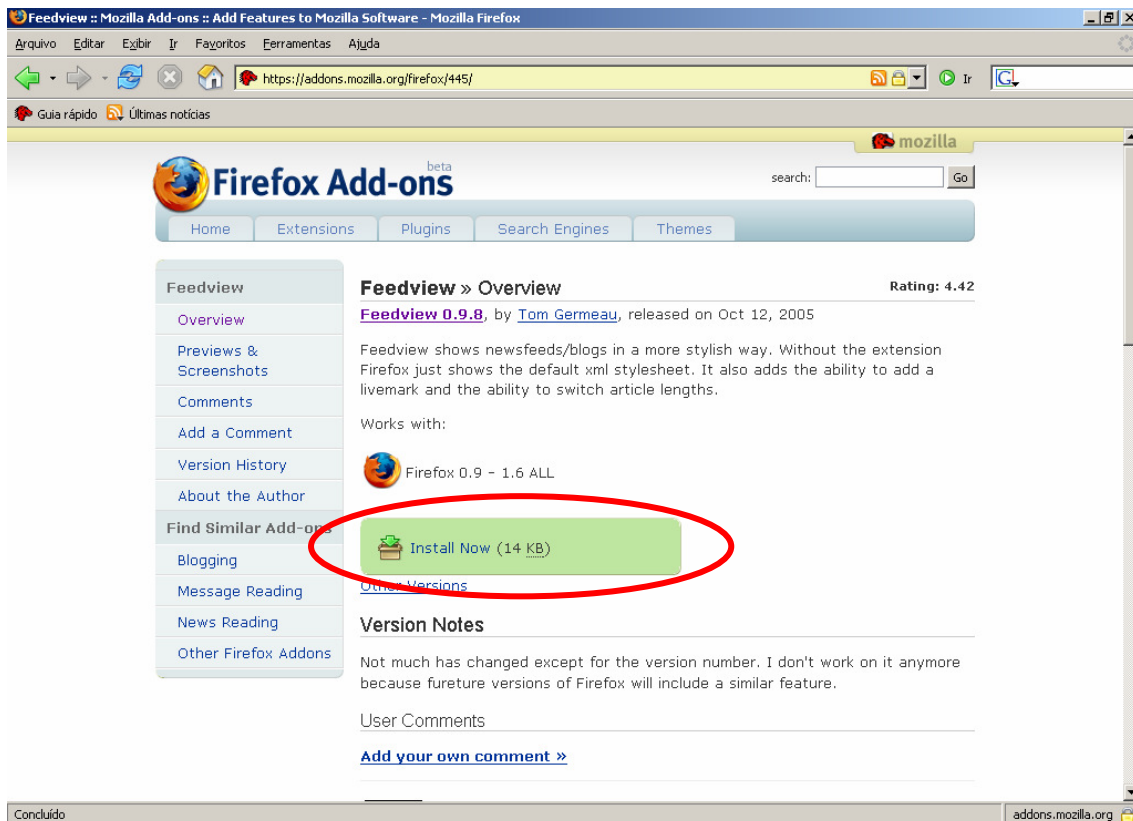 Feedview :: Mozilla Add-ons :: Add Features to Mozilla Software - Mozilla Firefox
Arquivo Editar Exibir Ir Favoritos Ferramentas Ajuda
https://addons.mozilla.org/firefox/445/ Ir G
Guia rápido Últimas notícias
mozilla
Firefox Add-ons beta search: Go
Home Extensions Plugins Search Engines Themes
Feedview
Overview
Previews &
Screenshots
Comments
Add a Comment
Version History
About the Author
Find Similar Add-ons
Blogging
Message Reading
News Reading
Other Firefox Addons
Feedview » Overview Rating: 4.42
Feedview 0.9.8, by Tom Germeau, released on Oct 12, 2005
Feedview shows newsfeeds/blogs in a more stylish way. Without the extension
Firefox just shows the default xml stylesheet. It also adds the ability to add a
livemark and the ability to switch article lengths.
Works with:
Firefox 0.9 - 1.6 ALL
Install Now (14 KB)
Other Versions
Version Notes
Not much has changed except for the version number. I don't work on it anymore
because fureture versions of Firefox will include a similar feature.
User Comments
Add your own comment »
Concluído addons.mozilla.org